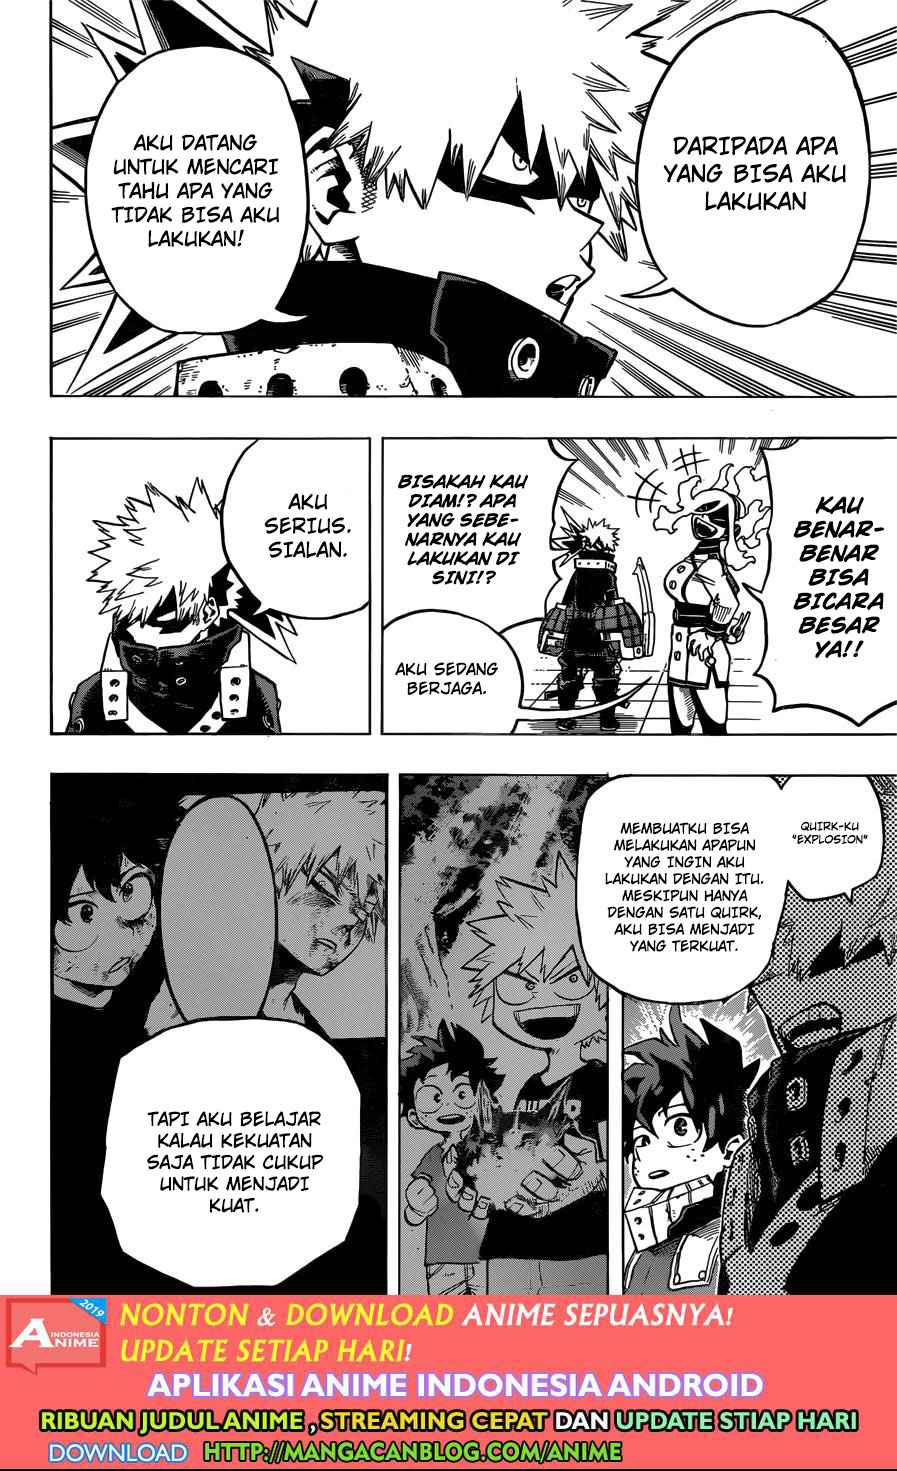 DARIPADA APA
YANG BISA AKU
LAKUKAN
AKU DATANG
UNTUK MENCARI
TAHU APA YANG
TIDAK BISA AKU
LAKUKAN!
KAU
BENAR-
BENAR
BISA
BICARA
BESAR
YA!!
BISAKAH KAU
DIAM!? APA
YANG SEBE-
NARNYA KAU
LAKUKAN DI
SINI!?
AKU SEDANG
BERJAGA.
AKU
SERIUS.
SIALAN.
QUIRK-KU
"EXPLOSION"
MEMBUATKU BISA
MELAKUKAN APAPUN
YANG INGIN AKU
LAKUKAN DENGAN ITU.
MESKIPUN HANYA
DENGAN SATU QUIRK,
AKU BISA MENJADI
YANG TERKUAT.
TAPI AKU BELAJAR
KALAU KEKUATAN
SAJA TIDAK CUKUP
UNTUK MENJADI
KUAT.
2019
INDONESIA
ANIME
NONTON & DOWNLOAD ANIME SEPUASNYA!
UPDATE SETIAP HARI!
APLIKASI ANIME INDONESIA ANDROID
RIBUAN JUDUL ANIME , STREAMING CEPAT DAN UPDATE STIAP HARI
DOWNLOAD HTTP://MANGACANBLOG.COM/ANIME